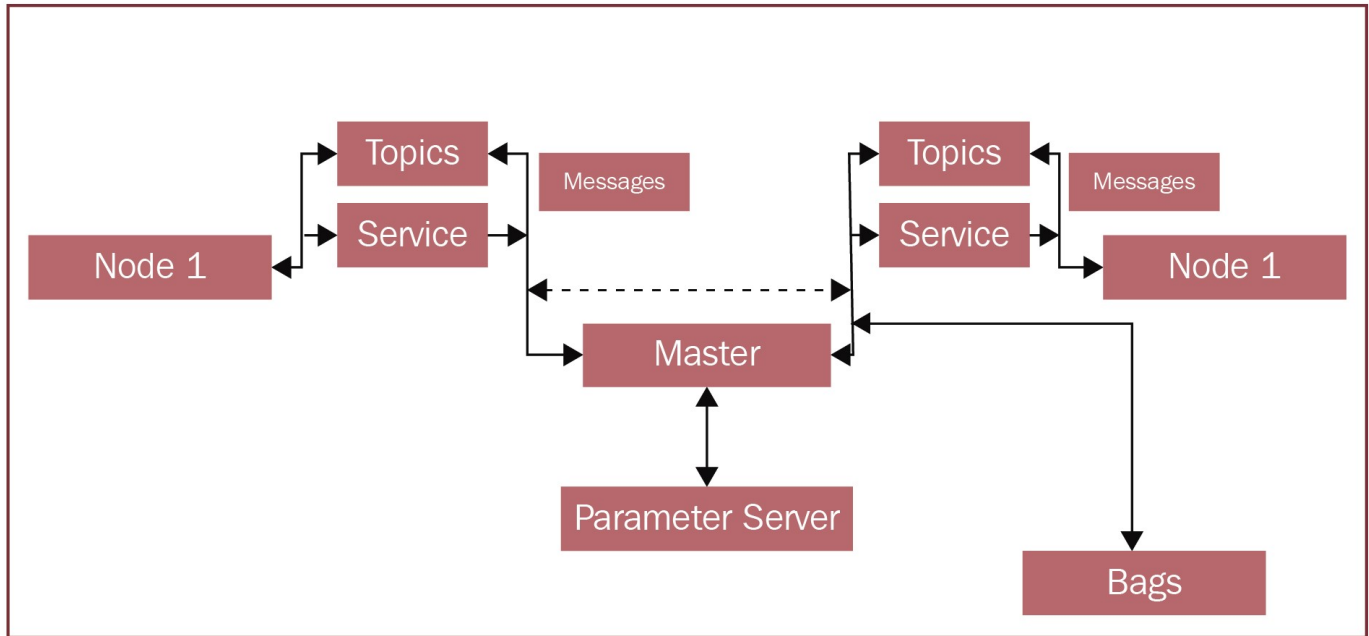 Topics
Topics
Messages
Messages
Service
Service
Node 1
Node 1
Master
Parameter Server
Bags